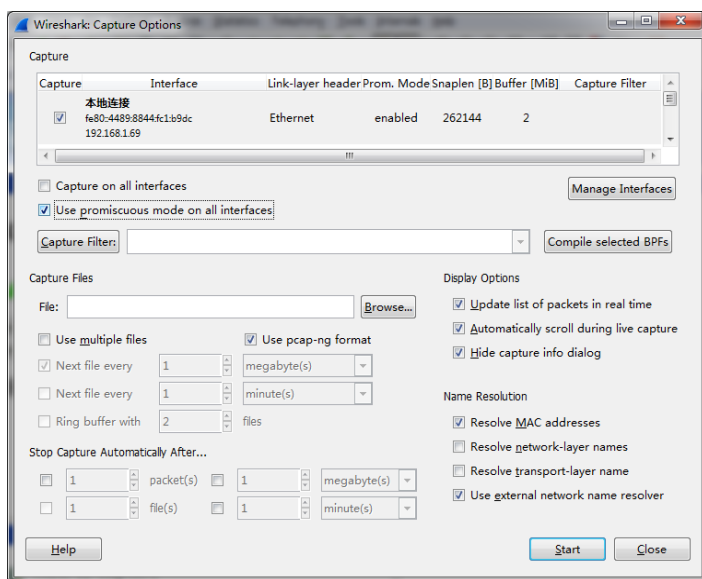 Wireshark: Capture Options
Capture
Capture Interface Link-layer header Prom. Mode Snaplen [B] Buffer [MiB] Capture Filter
本地连接
fe80::4489:8844:fc1:b9dc Ethernet enabled 262144 2
192.168.1.69
Capture on all interfaces Manage Interfaces
Use promiscuous mode on all interfaces
Capture Filter: Compile selected BPFs
Capture Files Display Options
File: Browse... Update list of packets in real time
Automatically scroll during live capture
Use multiple files Use pcap-ng format Hide capture info dialog
Next file every 1 megabyte(s)
Next file every 1 minute(s) Name Resolution
Ring buffer with 2 files Resolve MAC addresses
Resolve network-layer names
Stop Capture Automatically After... Resolve transport-layer name
1 packet(s) 1 megabyte(s) Use external network name resolver
1 file(s) 1 minute(s)
Help Start Close